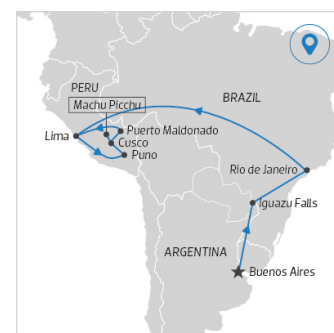 PERU
Machu Picchu
BRAZIL
Puerto Maldonado
Lima
Cusco
Puno
Rio de Janeiro
Iguazu Falls
ARGENTINA
Buenos Aires